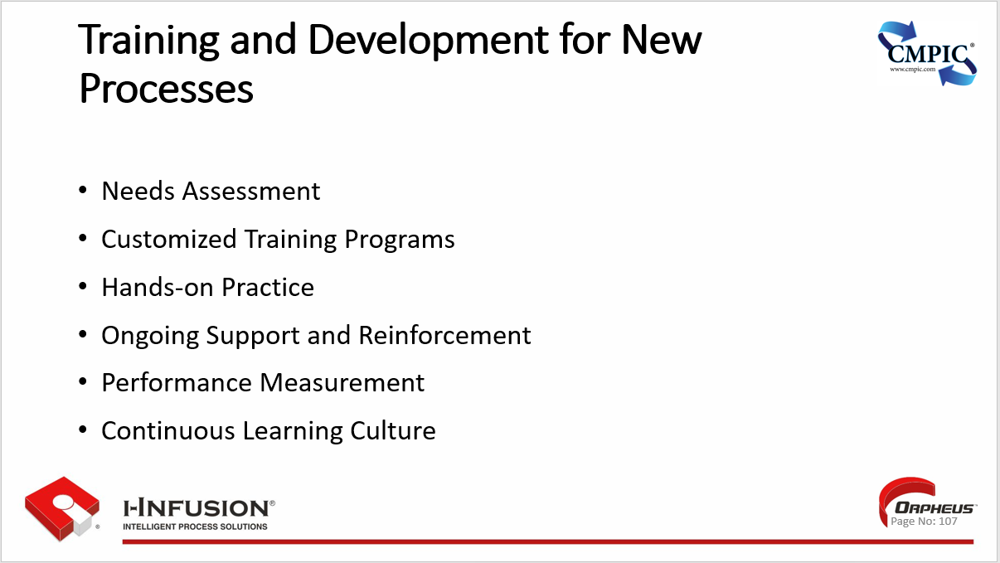 Training and Development for New
Processes
CMPIC®
www.cmpic.com
• Needs Assessment
• Customized Training Programs
• Hands-on Practice
• Ongoing Support and Reinforcement
• Performance Measurement
• Continuous Learning Culture
®
I-INFUSION®
INTELLIGENT PROCESS SOLUTIONS
ORPHEUS™
Page No: 107